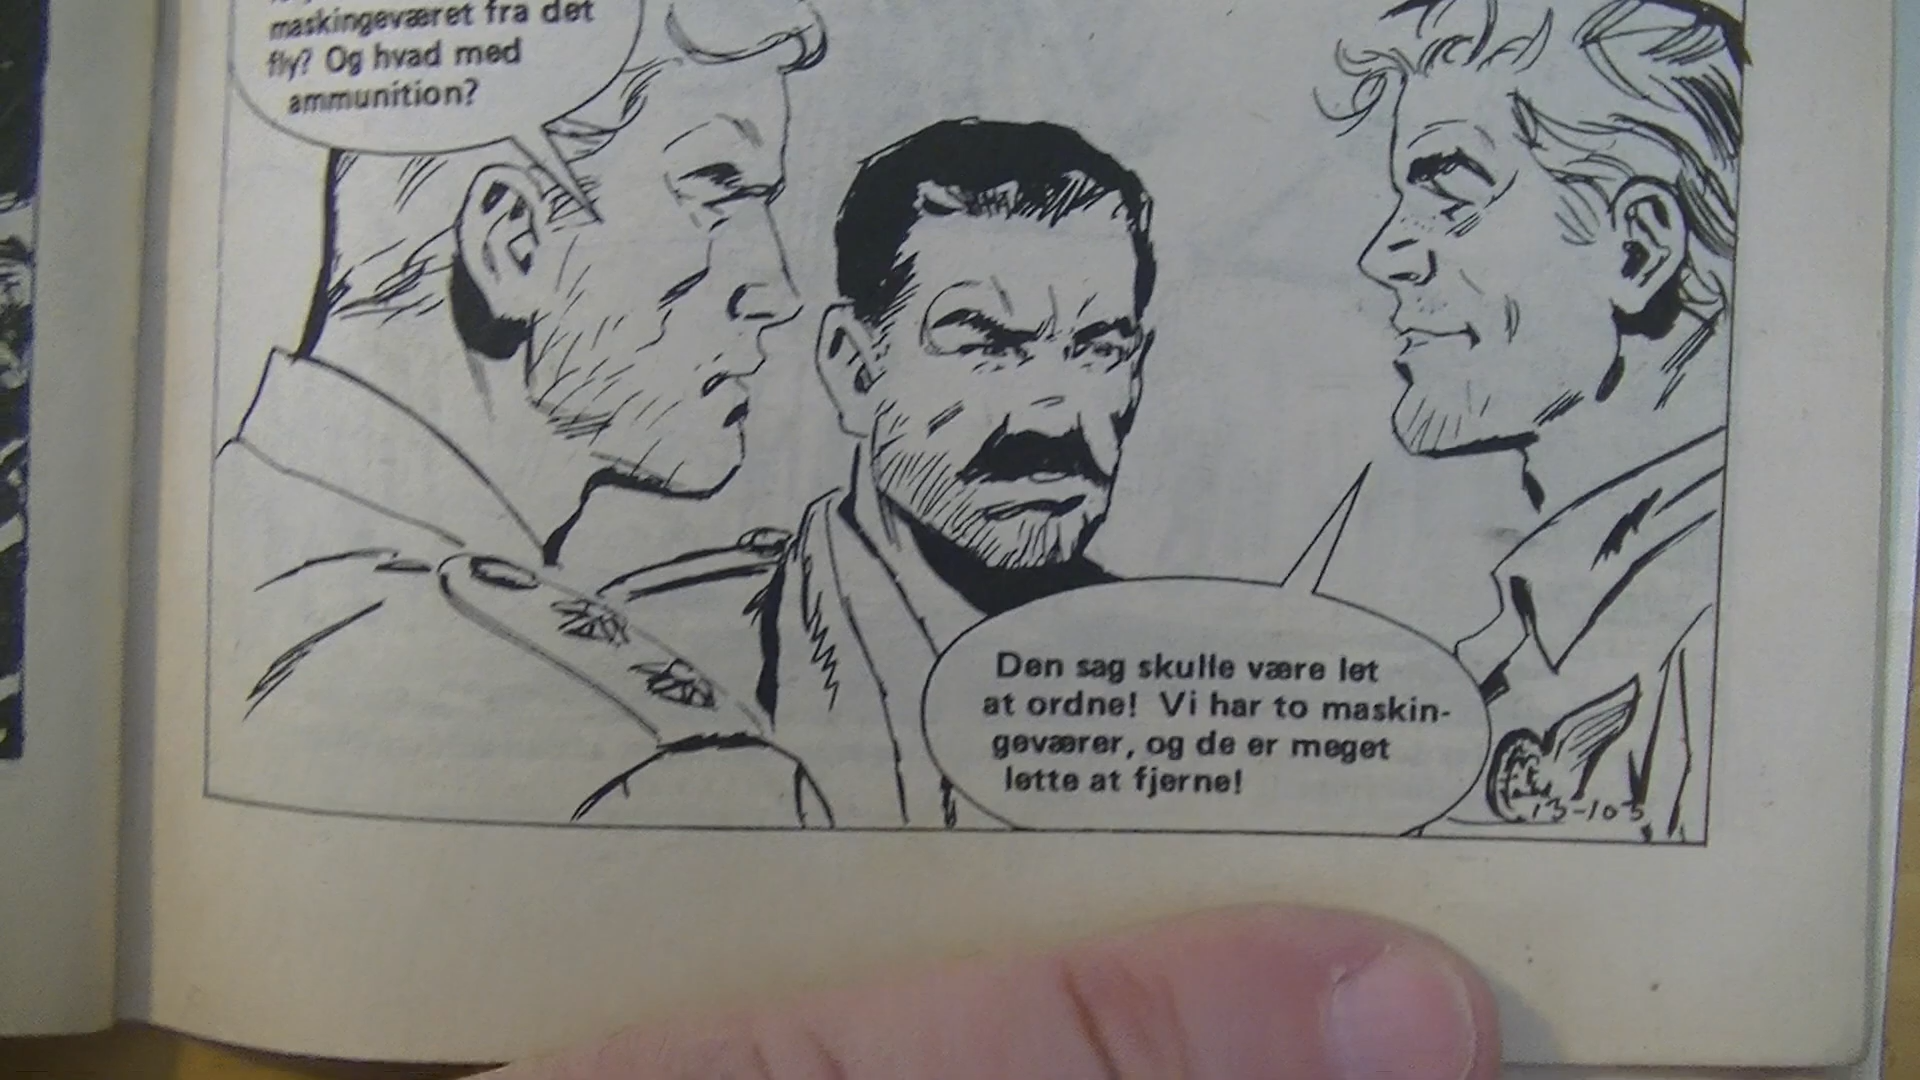 maskingeværet fra det
fly? Og hvad med
ammunition?
Den sag skulle være let
at ordne! Vi har to maskin-
geværer, og de er meget
lette at fjerne!
13-105